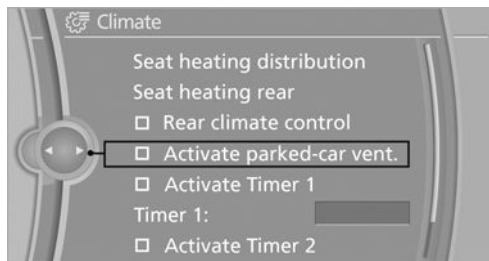 Climate
Seat heating distribution
Seat heating rear
Rear climate control
Activate parked-car vent.
Activate Timer 1
Timer 1:
Activate Timer 2